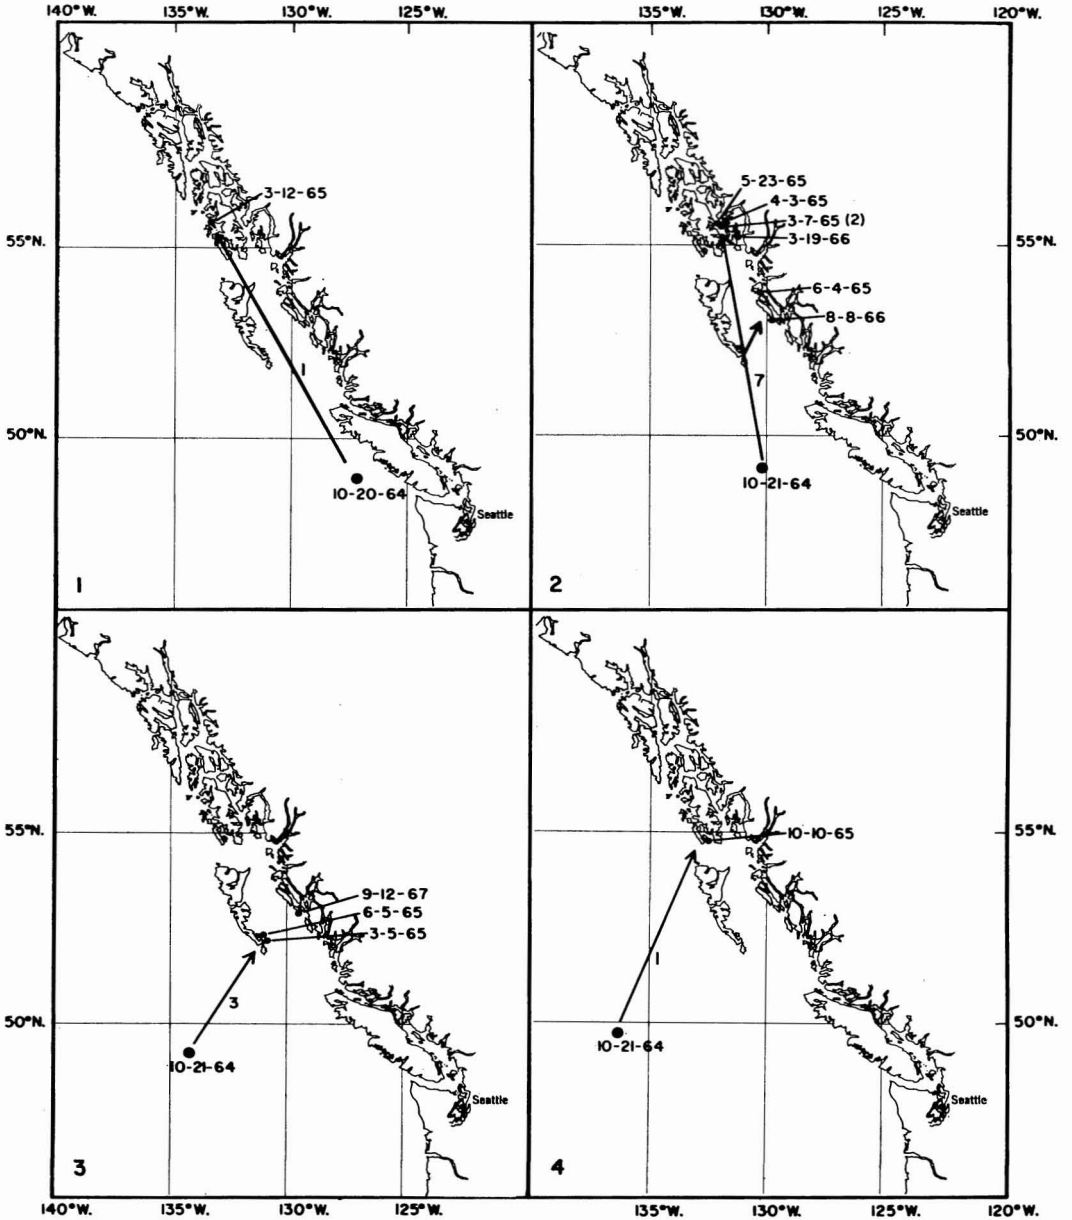 140°W. 135°W. 130°W. 125°W. 135°W. 130°W. 125°W. 120°W.
3-12-65
55°N.
1
50°N.
10-20-64
Seattle
1
5-23-65
4-3-65
3-7-65 (2)
3-19-66
55°N.
6-4-65
8-8-66
7
50°N.
10-21-64
Seattle
2
55°N.
9-12-67
6-5-65
3-5-65
3
50°N.
10-21-64
Seattle
3
10-10-65
55°N.
1
50°N.
10-21-64
Seattle
4
140°W. 135°W. 130°W. 125°W. 135°W. 130°W. 125°W. 120°W.